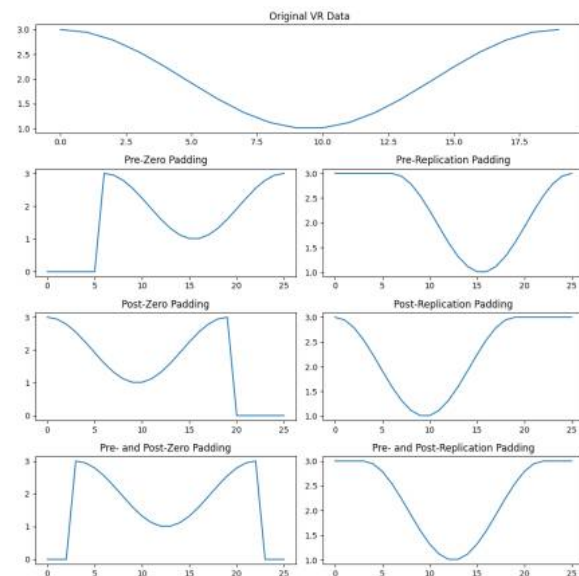 Original VR Data
3.0
2.5
2.0
1.5
1.0
0.0 2.5 5.0 7.5 10.0 12.5 15.0 17.5
Pre-Zero Padding
3
2
1
0
0 5 10 15 20 25
Pre-Replication Padding
3.0
2.5
2.0
1.5
1.0
0 5 10 15 20 25
Post-Zero Padding
3
2
1
0
0 5 10 15 20 25
Post-Replication Padding
3.0
2.5
2.0
1.5
1.0
0 5 10 15 20 25
Pre- and Post-Zero Padding
3
2
1
0
0 5 10 15 20 25
Pre- and Post-Replication Padding
3.0
2.5
2.0
1.5
1.0
0 5 10 15 20 25